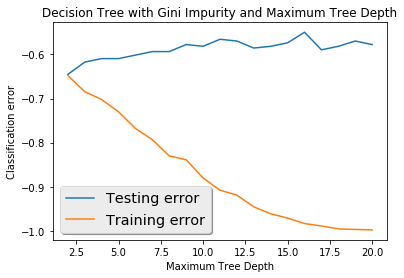 Decision Tree with Gini Impurity and Maximum Tree Depth
Classification error
−0.6
−0.7
−0.8
−0.9
−1.0
Testing error
Training error
2.5 5.0 7.5 10.0 12.5 15.0 17.5 20.0
Maximum Tree Depth